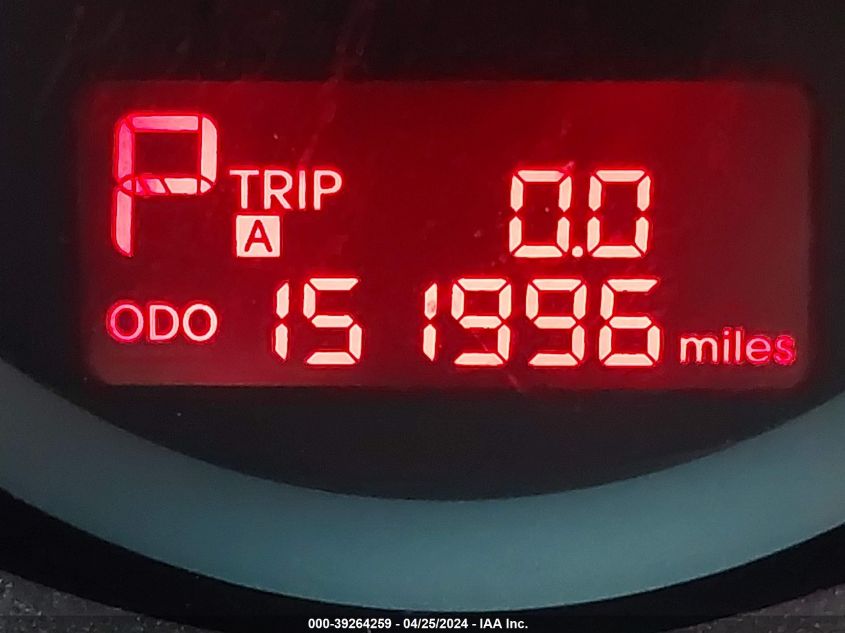 P TRIP A 0.0
ODO 151996 miles
000-39264259 - 04/25/2024 - IAA Inc.